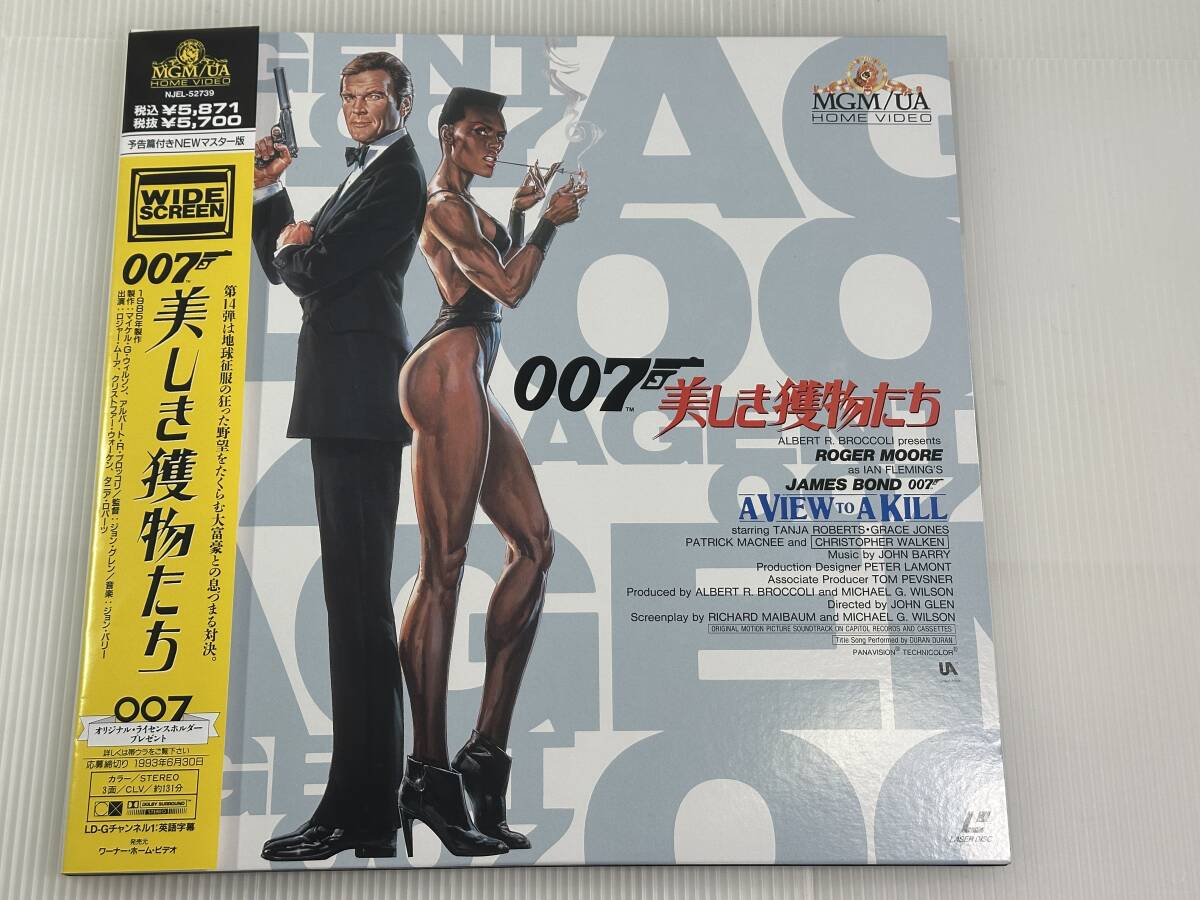 MGM/UA
HOME VIDEO
NJEL-52739
税込¥5,871
税抜¥5,700
予告篇付きNEWマスター版
WIDE
SCREEN
007
TM
美しき獲物たち
第14弾は地球征服の狂った野望をたくらむ大富豪との息づまる対決。
1985年製作
製作:マイケル・G・ウィルソン、アルバート・R・ブロッコリ/監督:ジョン・グレン/音楽:ジョン・バリー
出演:ロジャー・ムーア、クリストファー・ウォーケン、タニア・ロバーツ
007
オリジナル・ライセンスホルダー
プレゼント
詳しくは帯ウラをご覧下さい
応募締切り 1993年6月30日
カラー/STEREO
3面/CLV/約131分
DOLBY SURROUND
STEREO
LD-Gチャンネル1:英語字幕
発売元
ワーナー・ホーム・ビデオ
GENT
AG
007
AGENT
007
AGEN
AGENT
007
MGM/UA
HOME VIDEO
007
TM
美しき獲物たち
ALBERT R. BROCCOLI presents
ROGER MOORE
as IAN FLEMING'S
JAMES BOND 007
A VIEW TO A KILL
starring TANJA ROBERTS・GRACE JONES
PATRICK MACNEE and CHRISTOPHER WALKEN
Music by JOHN BARRY
Production Designer PETER LAMONT
Associate Producer TOM PEVSNER
Produced by ALBERT R. BROCCOLI and MICHAEL G. WILSON
Directed by JOHN GLEN
Screenplay by RICHARD MAIBAUM and MICHAEL G. WILSON
ORIGINAL MOTION PICTURE SOUNDTRACK ON CAPITOL RECORDS AND CASSETTES
Title Song Performed by DURAN DURAN
PANAVISION® TECHNICOLOR®
UA
LD
LASER DISC